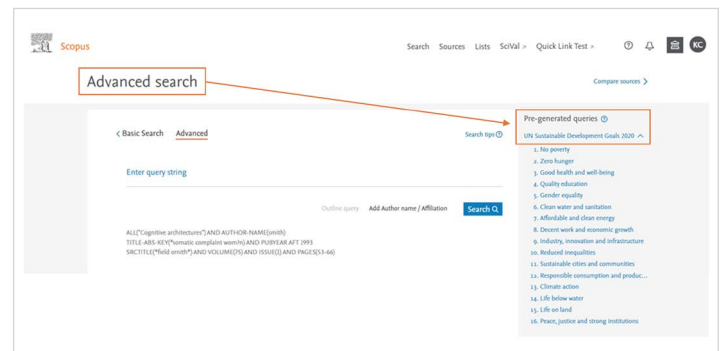 Scopus
Search Sources Lists SciVal > Quick Link Test > KC
Advanced search
Compare sources >
< Basic Search Advanced
Search tips
Enter query string
Outline query Add Author name / Affiliation Search
ALL("Cognitive architectures") AND AUTHOR-NAME(smith)
TITLE-ABS-KEY(*somatic complaint wom?n) AND PUBYEAR AFT 1993
SRCTITLE(*field ornith*) AND VOLUME(75) AND ISSUE(1) AND PAGES(53-66)
Pre-generated queries
UN Sustainable Development Goals 2020
1. No poverty
2. Zero hunger
3. Good health and well-being
4. Quality education
5. Gender equality
6. Clean water and sanitation
7. Affordable and clean energy
8. Decent work and economic growth
9. Industry, innovation and infrastructure
10. Reduced inequalities
11. Sustainable cities and communities
12. Responsible consumption and produc...
13. Climate action
14. Life below water
15. Life on land
16. Peace, justice and strong institutions